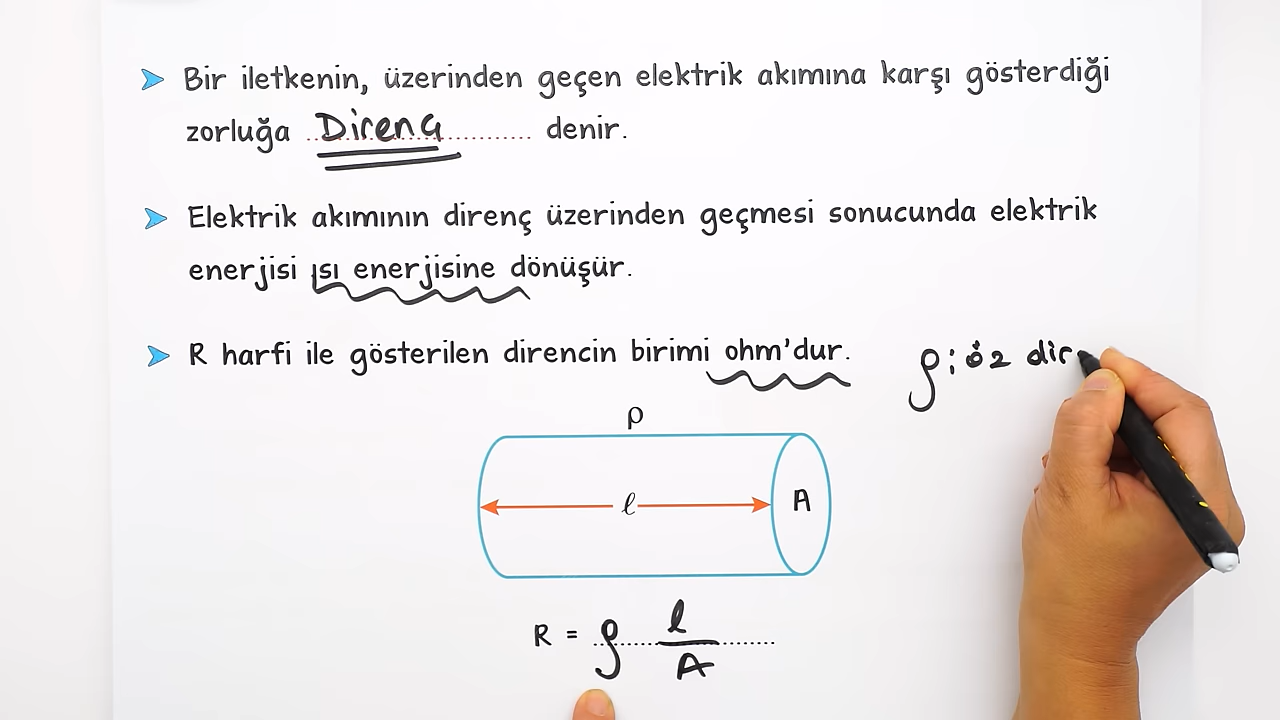 Bir iletkenin, üzerinden geçen elektrik akımına karşı gösterdiği
zorluğa Direnç denir.
Elektrik akımının direnç üzerinden geçmesi sonucunda elektrik
enerjisi ısı enerjisine dönüşür.
R harfi ile gösterilen direncin birimi ohm'dur.
ρ: öz dir
ρ
ℓ
A
R = ρ ℓ / A